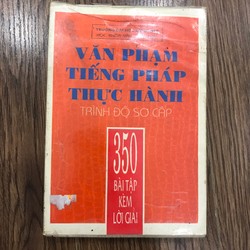 VĂN PHẠM
TIẾNG PHÁP
THỰC HÀNH
TRÌNH ĐỘ SƠ CẤP
350
BÀI TẬP
KÈM
LỜI GIẢI